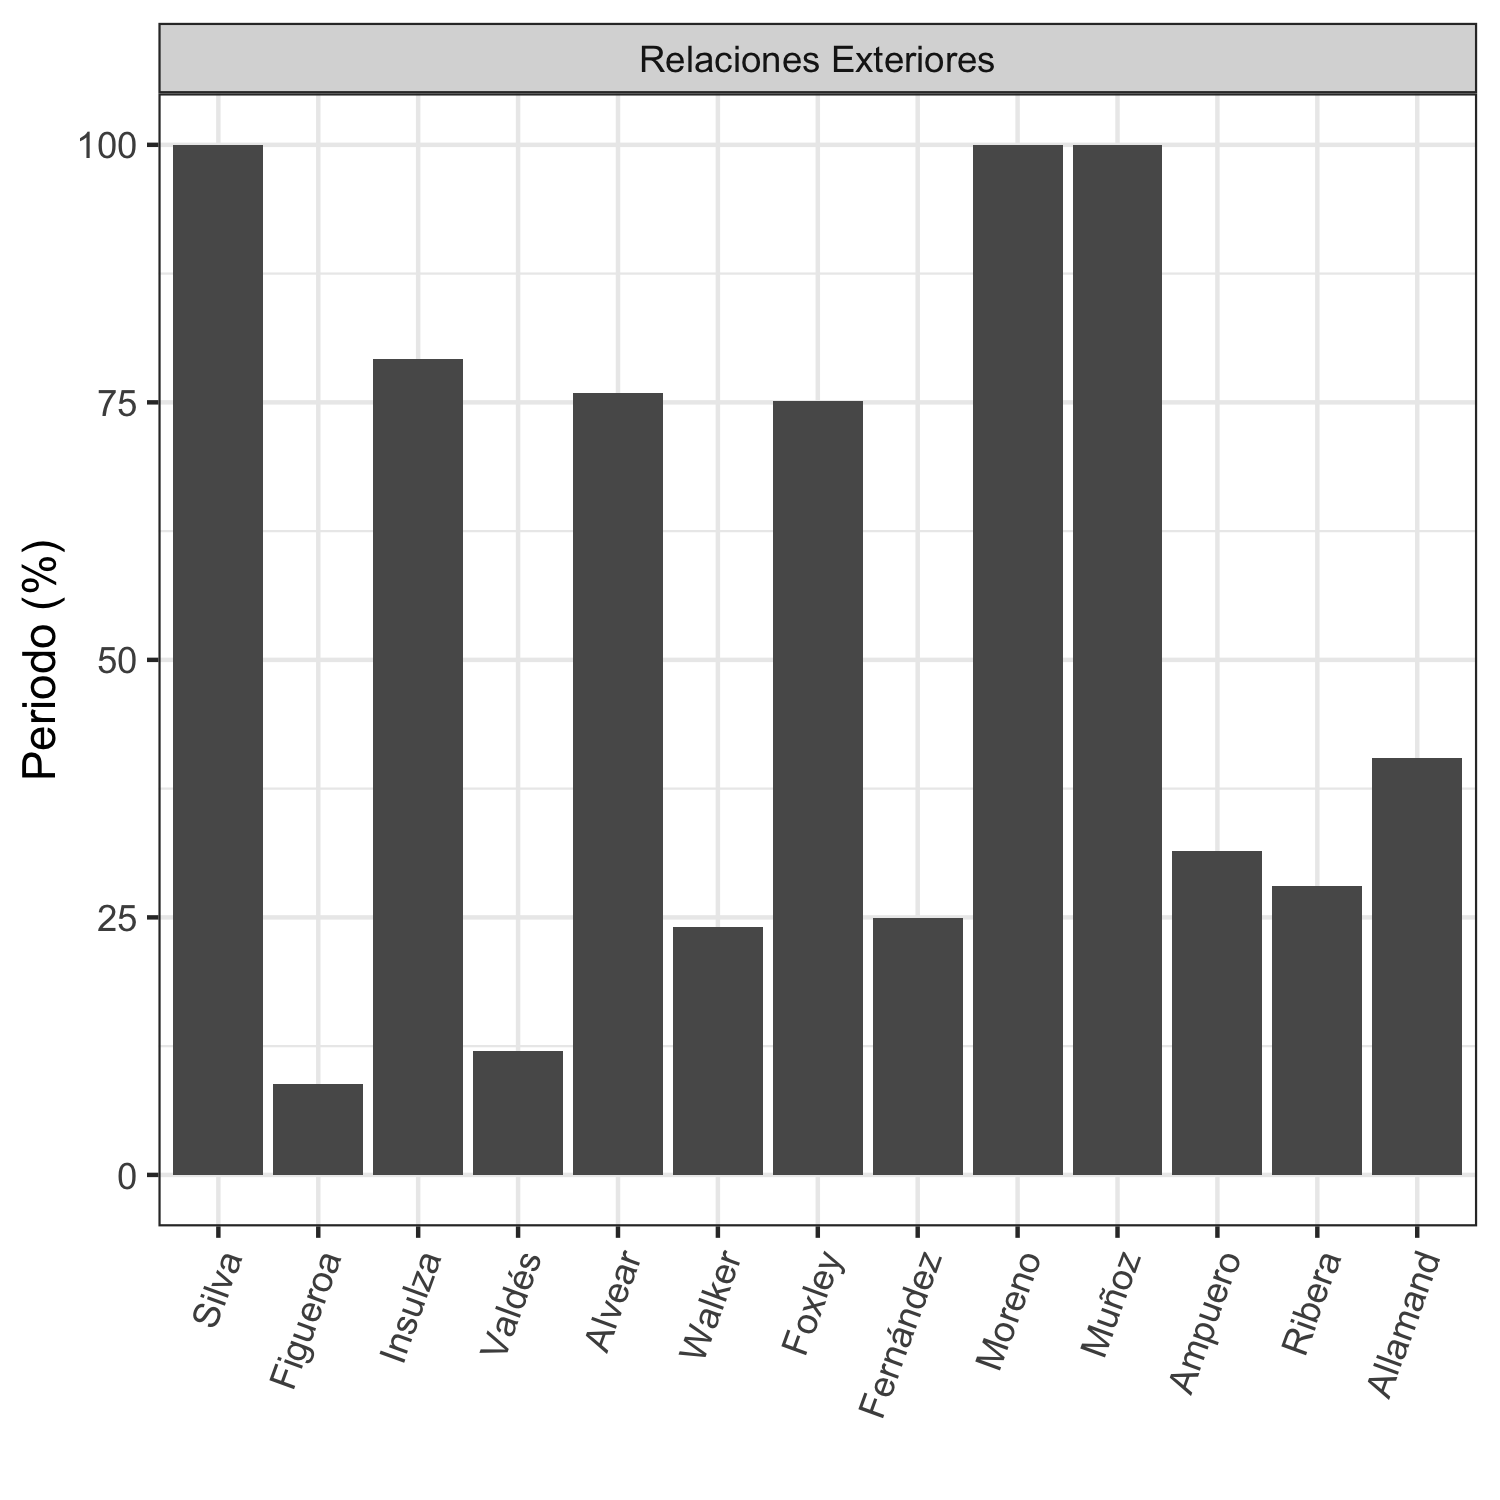 Relaciones Exteriores
Periodo (%)
100
75
50
25
0
Silva
Figueroa
Insulza
Valdés
Alvear
Walker
Foxley
Fernández
Moreno
Muñoz
Ampuero
Ribera
Allamand